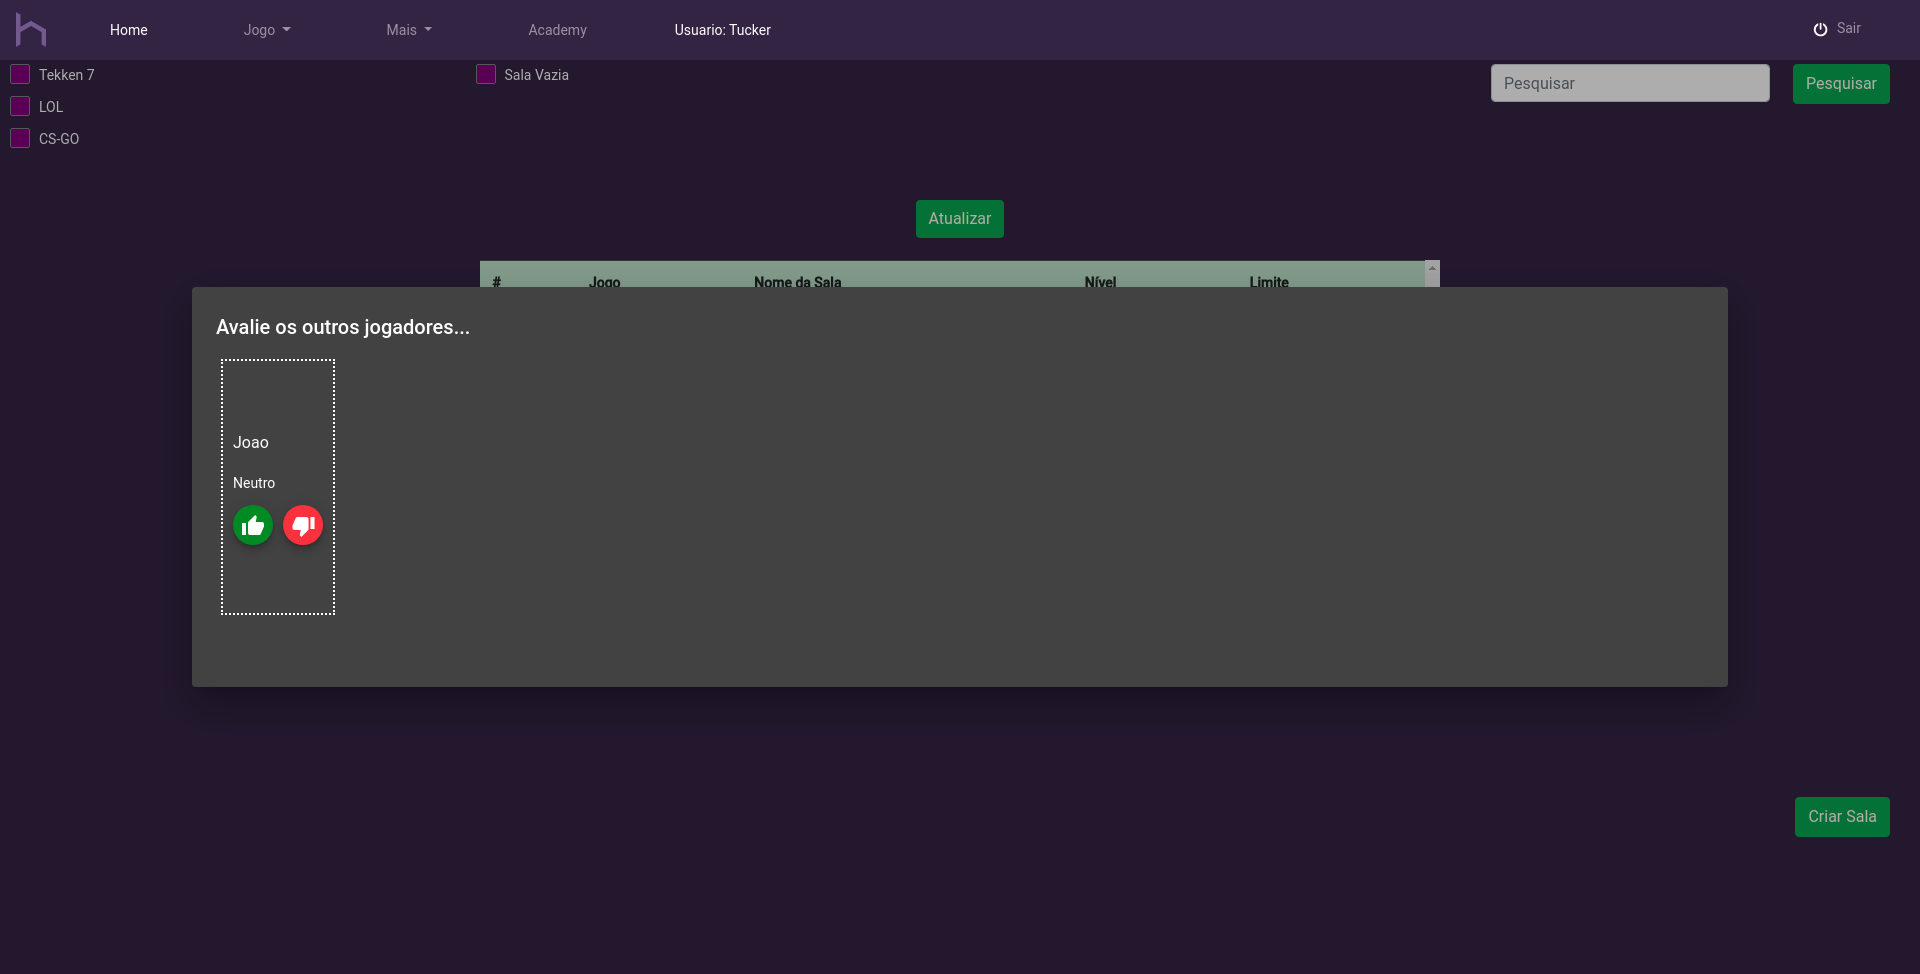 Home Jogo Mais Academy Usuario: Tucker Sair
Tekken 7 Sala Vazia Pesquisar Pesquisar
LOL
CS-GO
Atualizar
# Jogo Nome da Sala Nível Limite
Avalie os outros jogadores...
Joao
Neutro
Criar Sala